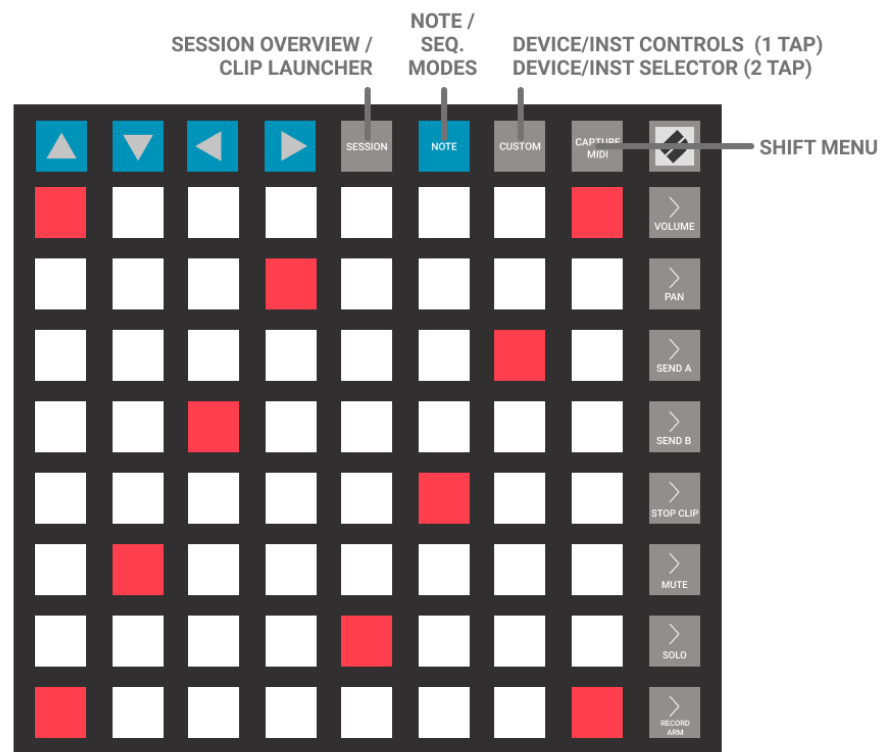 SESSION OVERVIEW /
CLIP LAUNCHER
NOTE /
SEQ.
MODES
DEVICE/INST CONTROLS (1 TAP)
DEVICE/INST SELECTOR (2 TAP)
SESSION
NOTE
CUSTOM
CAPTURE
MIDI
SHIFT MENU
VOLUME
PAN
SEND A
SEND B
STOP CLIP
MUTE
SOLO
RECORD
ARM